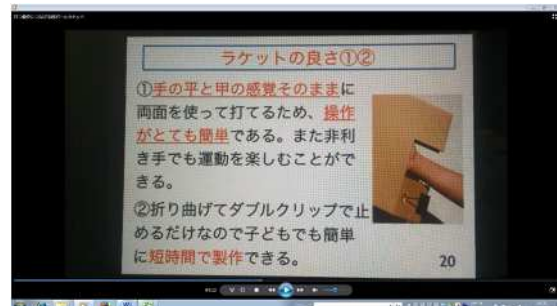 ラケットの良さ①②
①手の平と甲の感覚そのままに
両面を使って打てるため、操作
がとても簡単である。また非利
き手でも運動を楽しむことがで
きる。
②折り曲げてダブルクリップで止
めるだけなので子どもでも簡単
に短時間で製作できる。
20